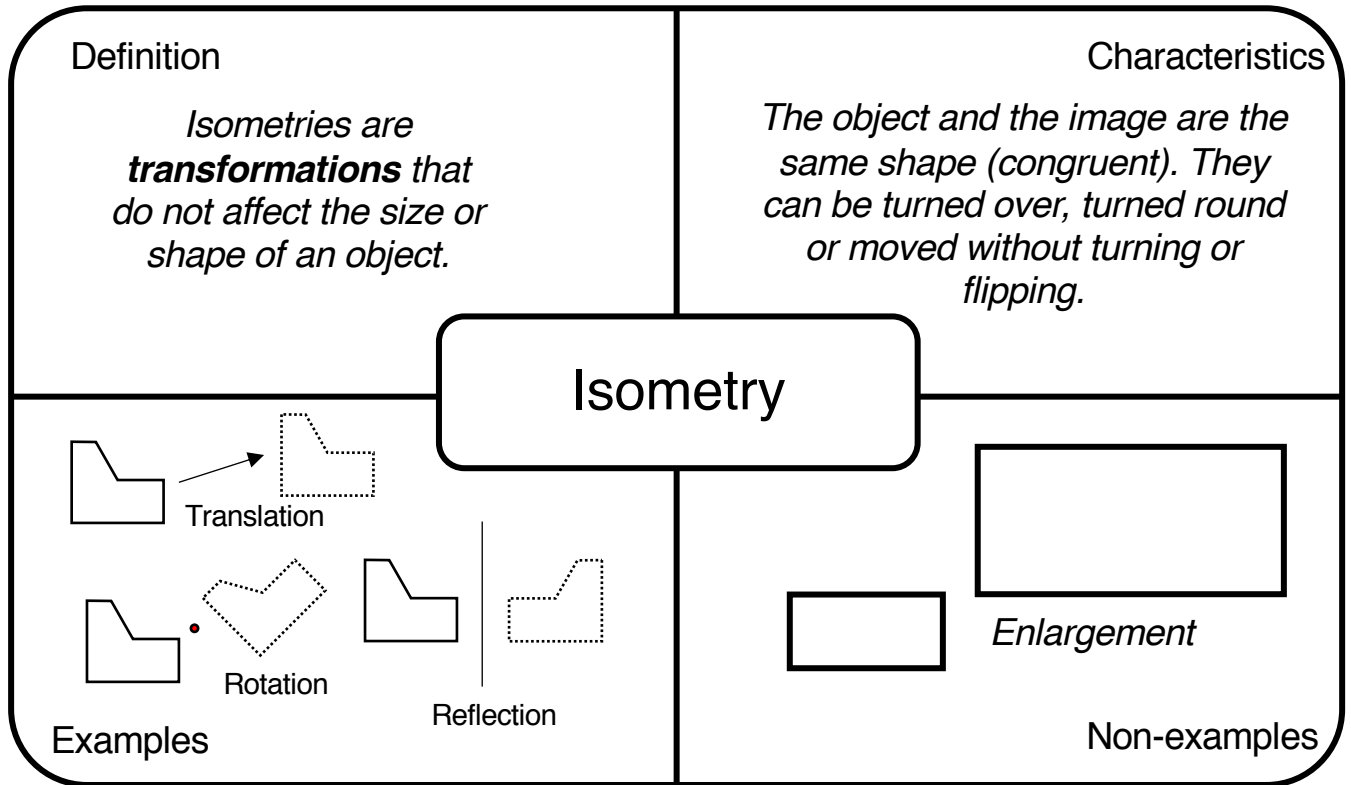 Definition
Isometries are
transformations that
do not affect the size or
shape of an object.
Characteristics
The object and the image are the
same shape (congruent). They
can be turned over, turned round
or moved without turning or
flipping.
Isometry
Translation
Rotation
Reflection
Examples
Enlargement
Non-examples